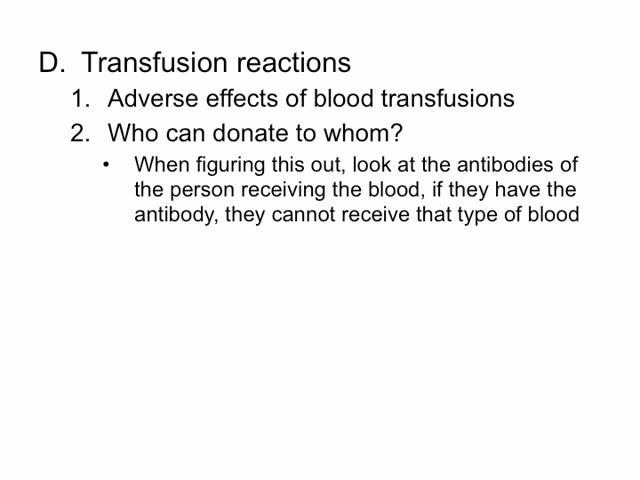 D. Transfusion reactions
1. Adverse effects of blood transfusions
2. Who can donate to whom?
• When figuring this out, look at the antibodies of
the person receiving the blood, if they have the
antibody, they cannot receive that type of blood